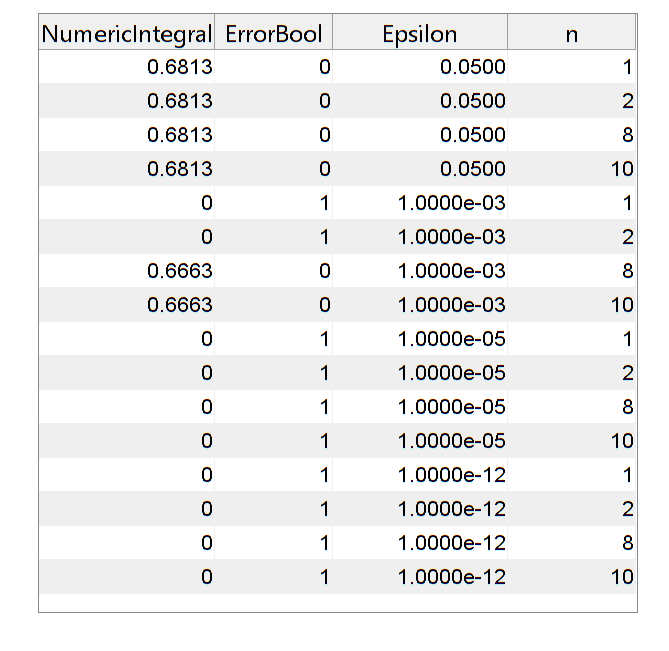 NumericIntegral ErrorBool Epsilon n
0.6813 0 0.0500 1
0.6813 0 0.0500 2
0.6813 0 0.0500 8
0.6813 0 0.0500 10
0 1 1.0000e-03 1
0 1 1.0000e-03 2
0.6663 0 1.0000e-03 8
0.6663 0 1.0000e-03 10
0 1 1.0000e-05 1
0 1 1.0000e-05 2
0 1 1.0000e-05 8
0 1 1.0000e-05 10
0 1 1.0000e-12 1
0 1 1.0000e-12 2
0 1 1.0000e-12 8
0 1 1.0000e-12 10